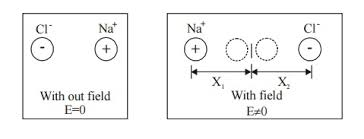 Cl⁻ Na⁺
- +
With out field
E=0
Na⁺ Cl⁻
+ -
X₁ X₂
With field
E≠0